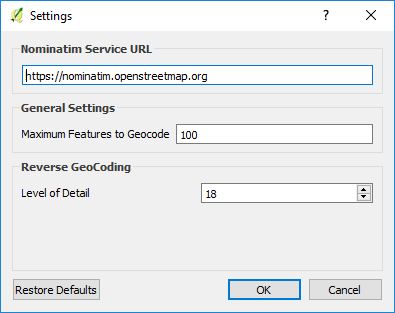 Settings
?
Nominatim Service URL
https://nominatim.openstreetmap.org
General Settings
Maximum Features to Geocode 100
Reverse GeoCoding
Level of Detail 18
Restore Defaults OK Cancel